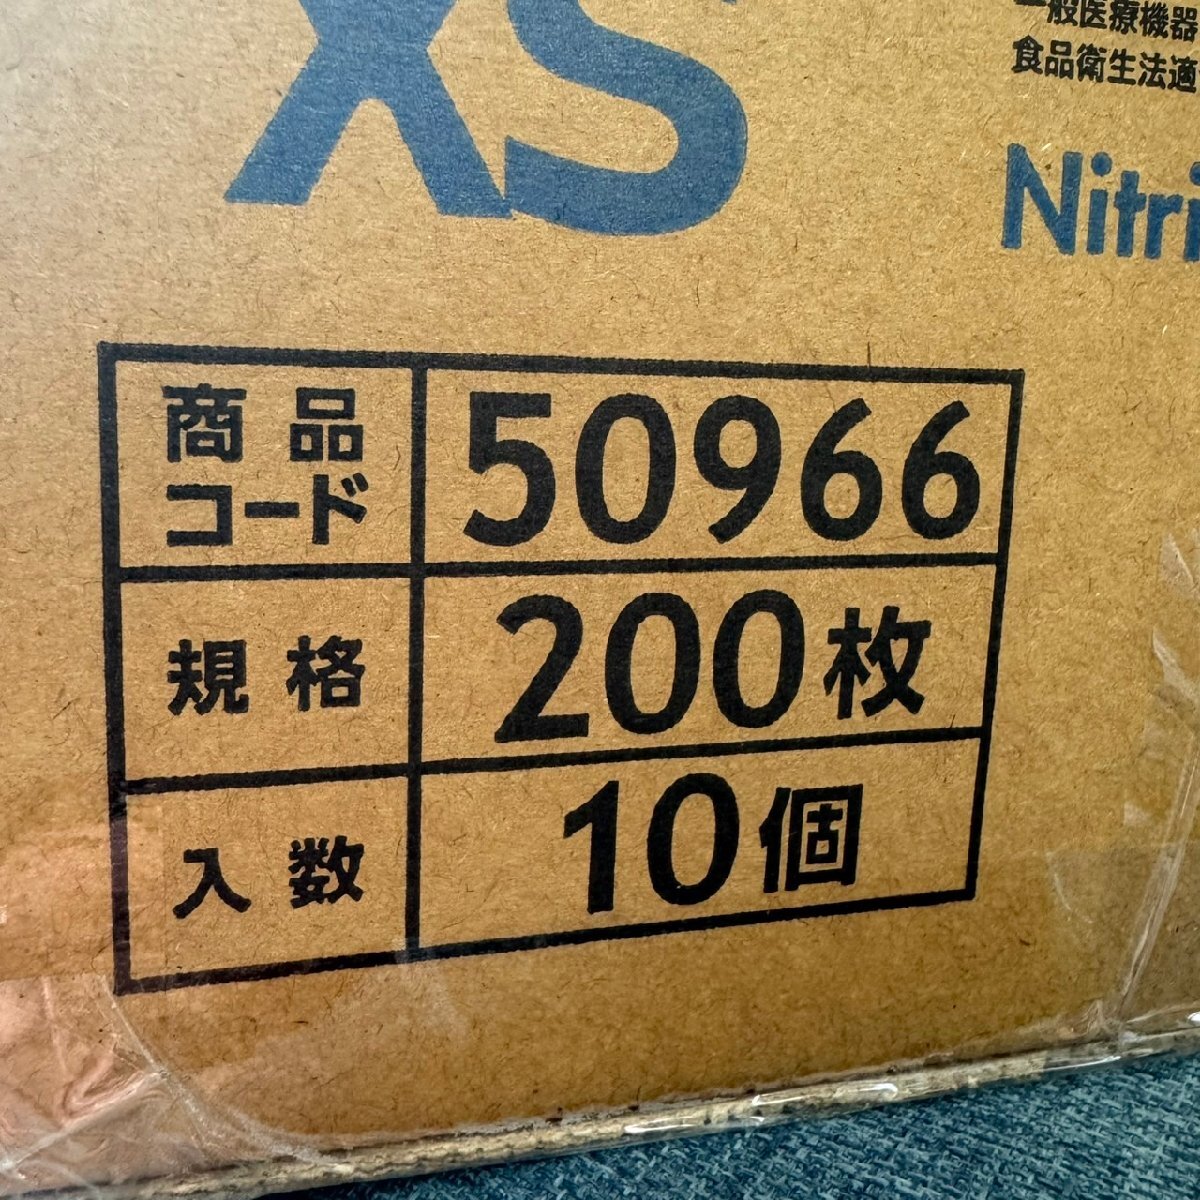 XS
一般医療機器
食品衛生法適
Nitri
商品コード 50966
規格 200枚
入数 10個